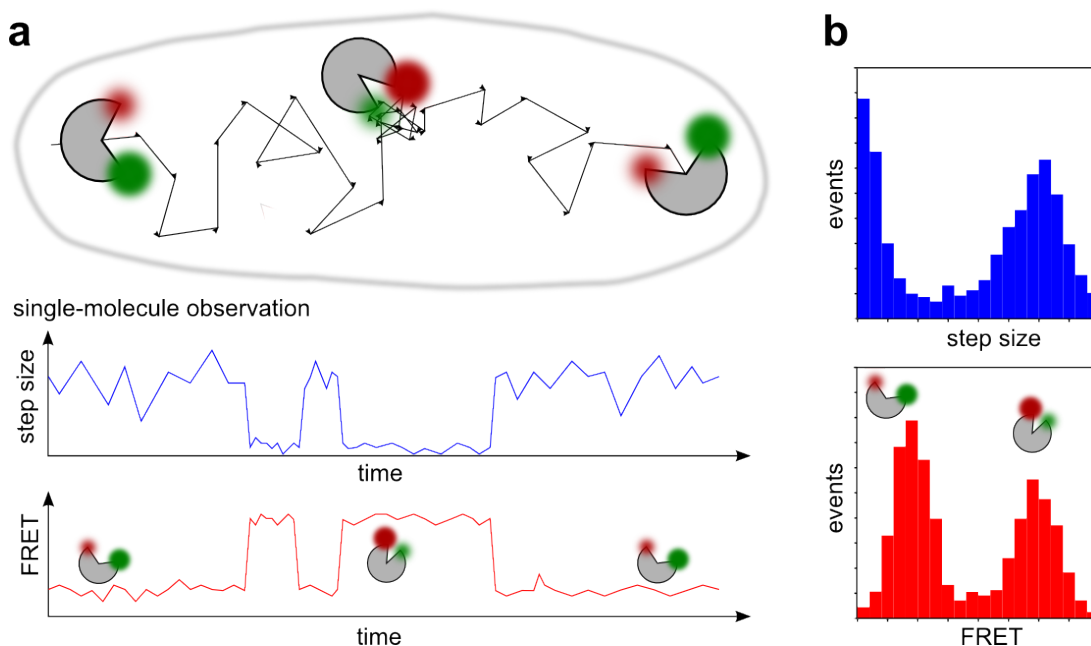 a
single-molecule observation
step size
time
FRET
time
b
events
step size
events
FRET